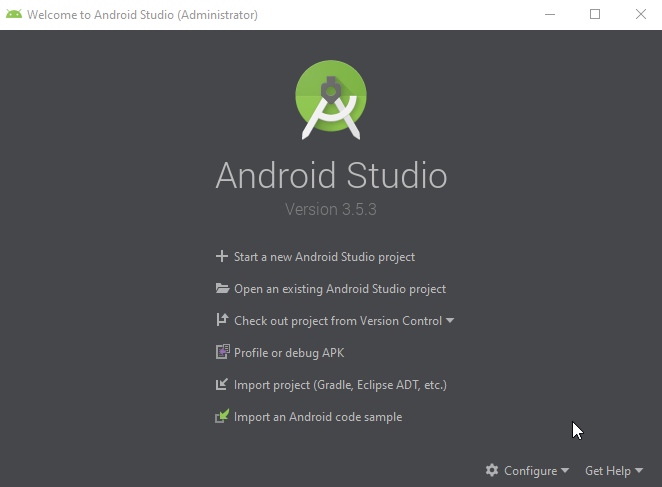 Welcome to Android Studio (Administrator)
Android Studio
Version 3.5.3
Start a new Android Studio project
Open an existing Android Studio project
Check out project from Version Control
Profile or debug APK
Import project (Gradle, Eclipse ADT, etc.)
Import an Android code sample
Configure Get Help